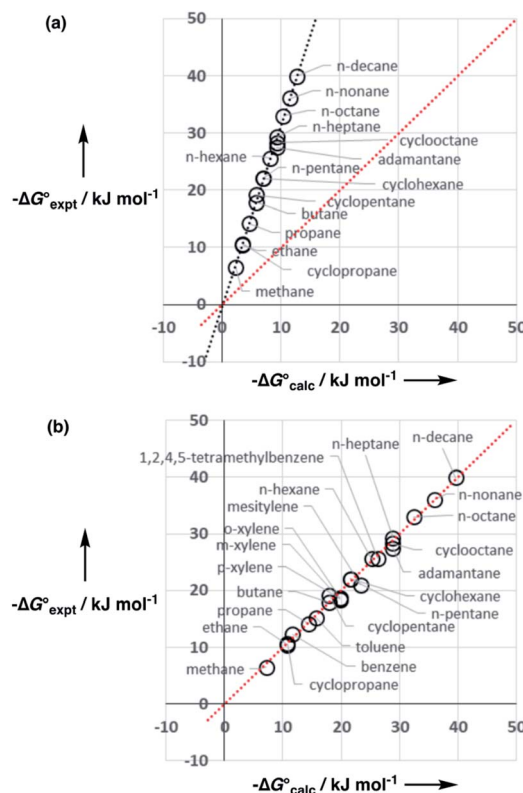 (a)
50
40
30
20
10
0
-10
-ΔG°expt / kJ mol-1
n-decane
n-nonane
n-octane
n-heptane
cyclooctane
n-hexane
adamantane
n-pentane
cyclohexane
cyclopentane
butane
propane
ethane
cyclopropane
methane
-10 0 10 20 30 40 50
-ΔG°calc / kJ mol-1
(b)
50
40
30
20
10
0
-10
-ΔG°expt / kJ mol-1
n-decane
n-heptane
1,2,4,5-tetramethylbenzene
n-nonane
n-hexane
n-octane
mesitylene
cyclooctane
o-xylene
adamantane
m-xylene
p-xylene
cyclohexane
butane
n-pentane
propane
cyclopentane
ethane
toluene
benzene
methane
cyclopropane
-10 0 10 20 30 40 50
-ΔG°calc / kJ mol-1